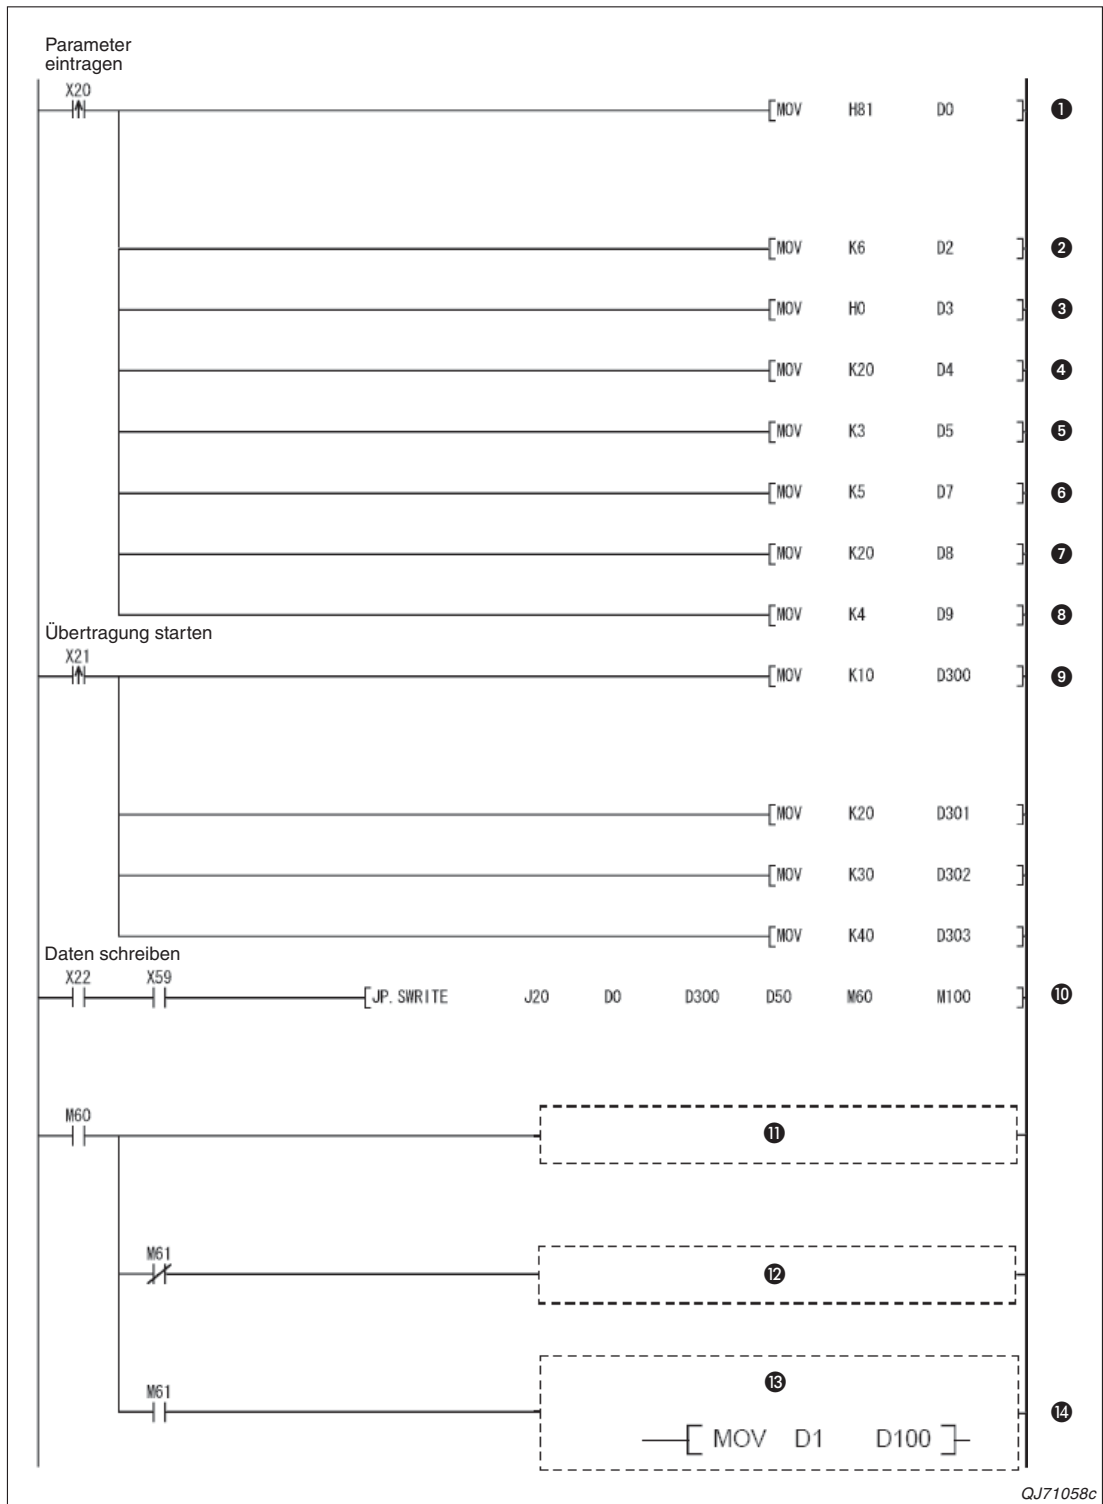 Parameter
eintragen
X20
[MOV H81 D0 ] ❶
[MOV K6 D2 ] ❷
[MOV H0 D3 ] ❸
[MOV K20 D4 ] ❹
[MOV K3 D5 ] ❺
[MOV K5 D7 ] ❻
[MOV K20 D8 ] ❼
[MOV K4 D9 ] ❽
Übertragung starten
X21
[MOV K10 D300 ] ❾
[MOV K20 D301 ]
[MOV K30 D302 ]
[MOV K40 D303 ]
Daten schreiben
X22 X59
[JP.SWRITE J20 D0 D300 D50 M60 M100 ] ❿
M60
⓫
M61
⓬
⓭
M61
⓮
[ MOV D1 D100 ]
QJ71058c